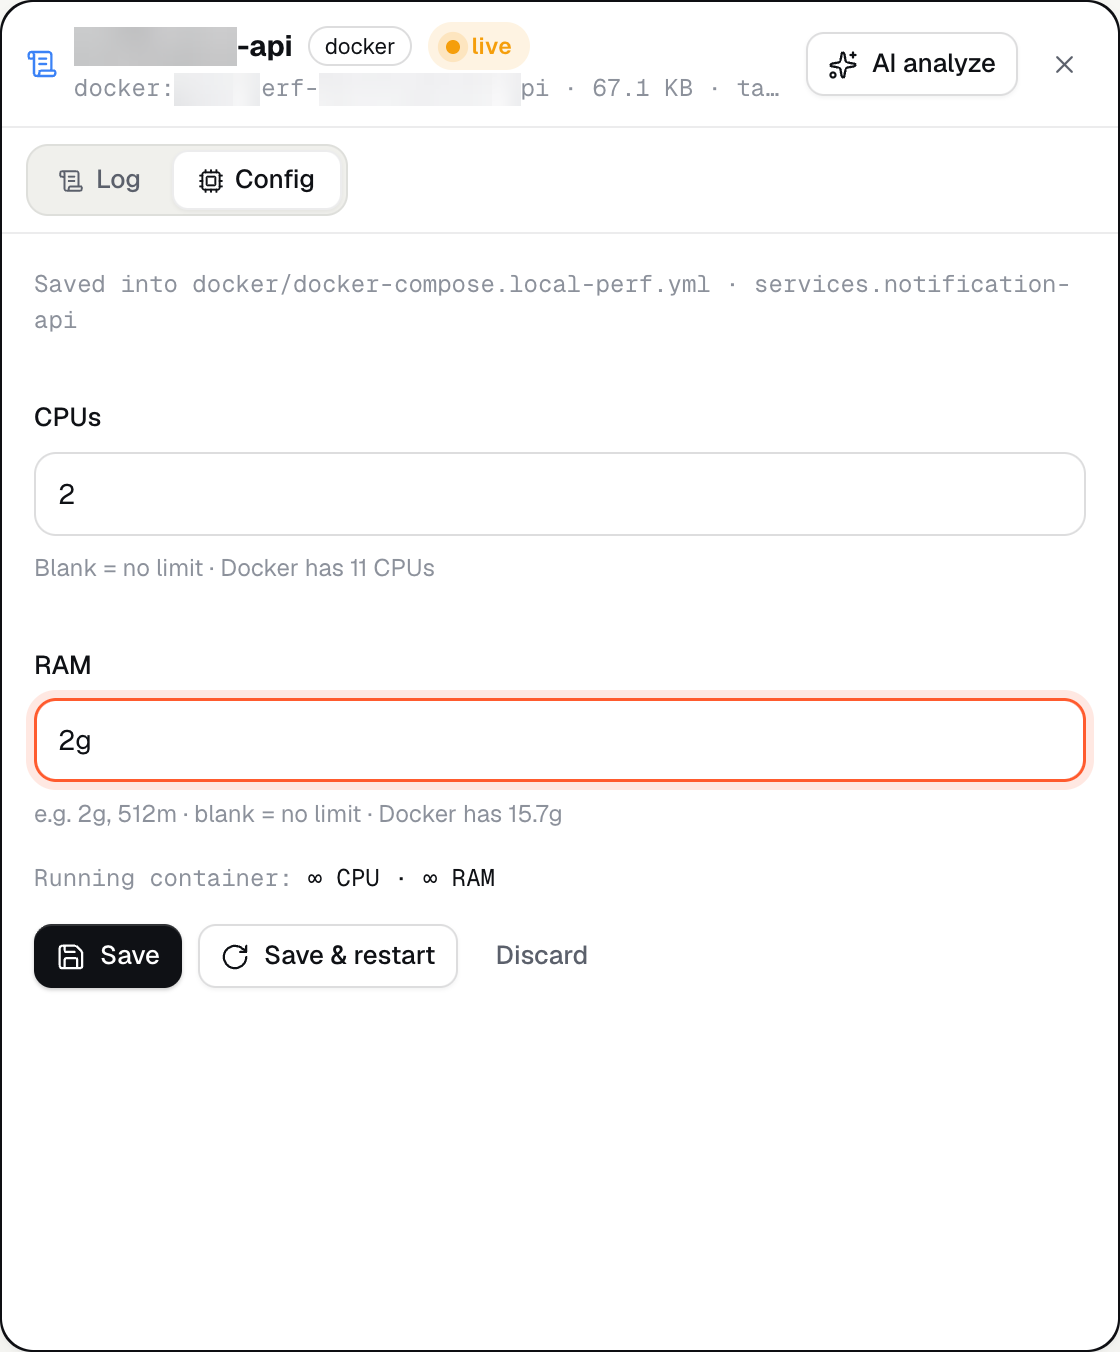 -api docker live
docker: erf- pi · 67.1 KB · ta…
AI analyze
Log Config
Saved into docker/docker-compose.local-perf.yml · services.notification-
api
CPUs
2
Blank = no limit · Docker has 11 CPUs
RAM
2g
e.g. 2g, 512m · blank = no limit · Docker has 15.7g
Running container: ∞ CPU · ∞ RAM
Save Save & restart Discard